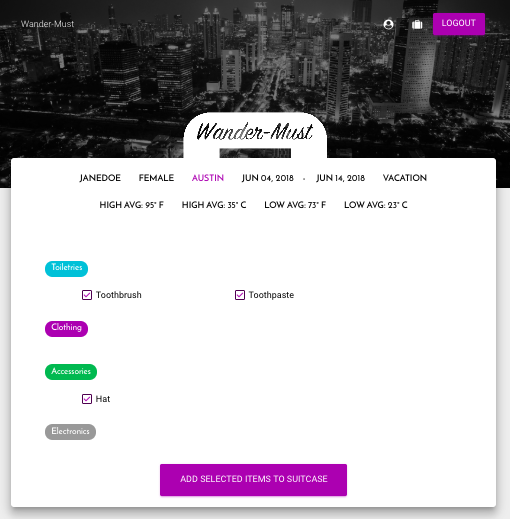 Wander-Must LOGOUT
Wander-Must
JANEDOE FEMALE AUSTIN JUN 04, 2018 - JUN 14, 2018 VACATION
HIGH AVG: 95° F HIGH AVG: 35° C LOW AVG: 73° F LOW AVG: 23° C
Toiletries
Toothbrush Toothpaste
Clothing
Accessories
Hat
Electronics
ADD SELECTED ITEMS TO SUITCASE